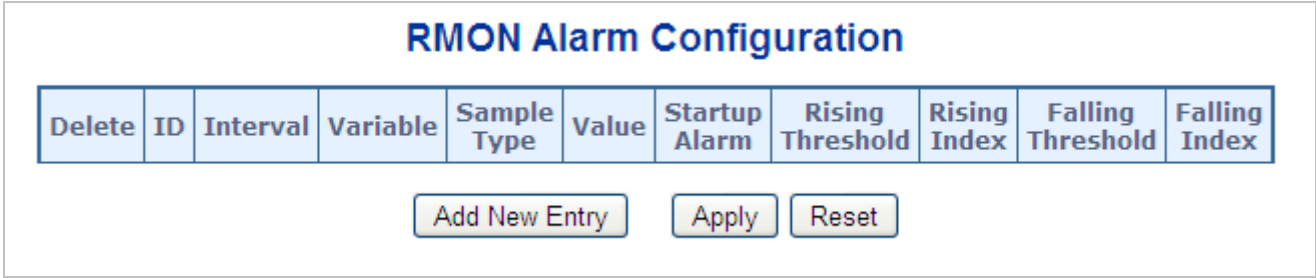 RMON Alarm Configuration
Delete ID Interval Variable Sample Type Value Startup Alarm Rising Threshold Rising Index Falling Threshold Falling Index
Add New Entry Apply Reset